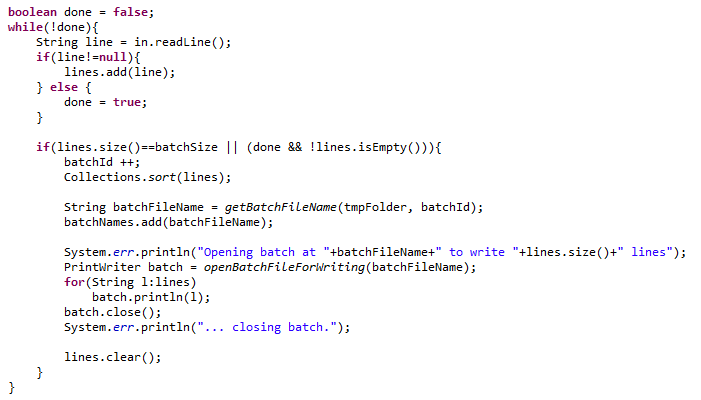 boolean done = false;
while(!done){
    String line = in.readLine();
    if(line!=null){
        lines.add(line);
    } else {
        done = true;
    }

    if(lines.size()==batchSize || (done && !lines.isEmpty())){
        batchId ++;
        Collections.sort(lines);

        String batchFileName = getBatchFileName(tmpFolder, batchId);
        batchNames.add(batchFileName);

        System.err.println("Opening batch at "+batchFileName+" to write "+lines.size()+" lines");
        PrintWriter batch = openBatchFileForWriting(batchFileName);
        for(String l:lines)
            batch.println(l);
        batch.close();
        System.err.println("... closing batch.");

        lines.clear();
    }
}